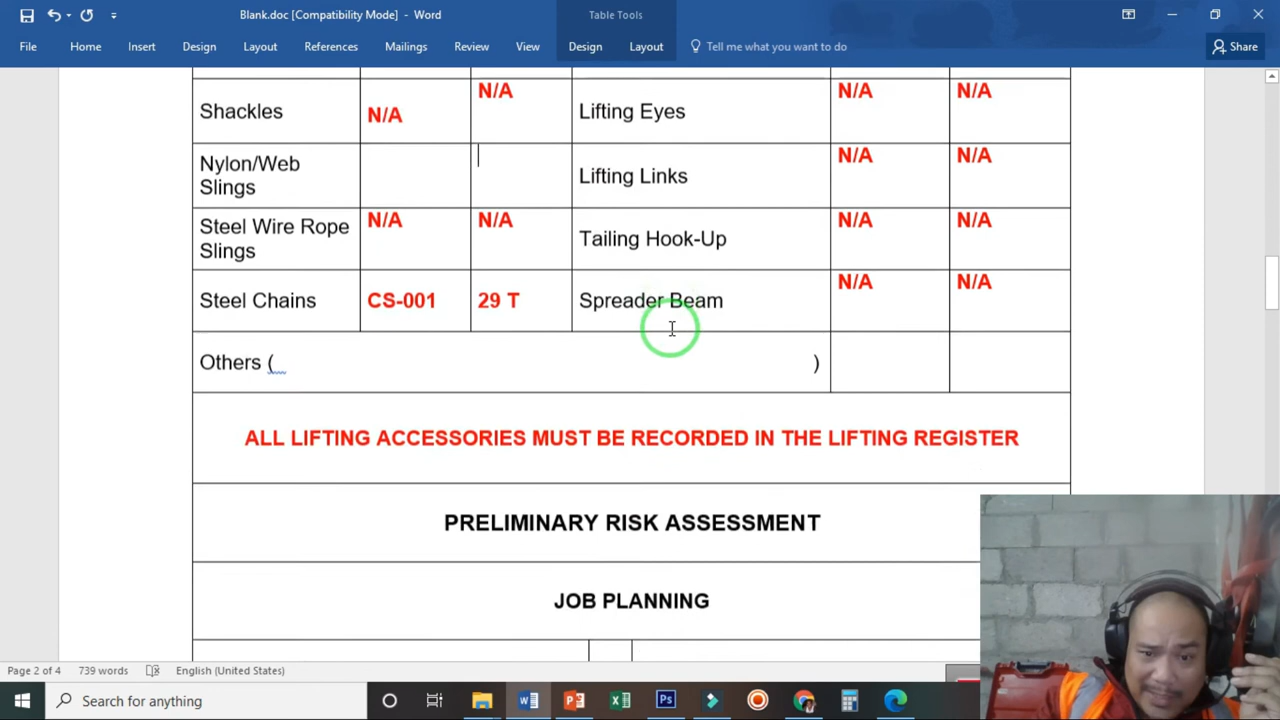 Blank.doc [Compatibility Mode] - Word
Table Tools
File
Home
Insert
Design
Layout
References
Mailings
Review
View
Design
Layout
Tell me what you want to do
Share
Shackles
N/A
N/A
Lifting Eyes
N/A
N/A
Nylon/Web
Slings
Lifting Links
N/A
N/A
Steel Wire Rope
Slings
N/A
N/A
Tailing Hook-Up
N/A
N/A
Steel Chains
CS-001
29 T
Spreader Beam
N/A
N/A
Others (
)
ALL LIFTING ACCESSORIES MUST BE RECORDED IN THE LIFTING REGISTER
PRELIMINARY RISK ASSESSMENT
JOB PLANNING
Page 2 of 4
739 words
English (United States)
Search for anything